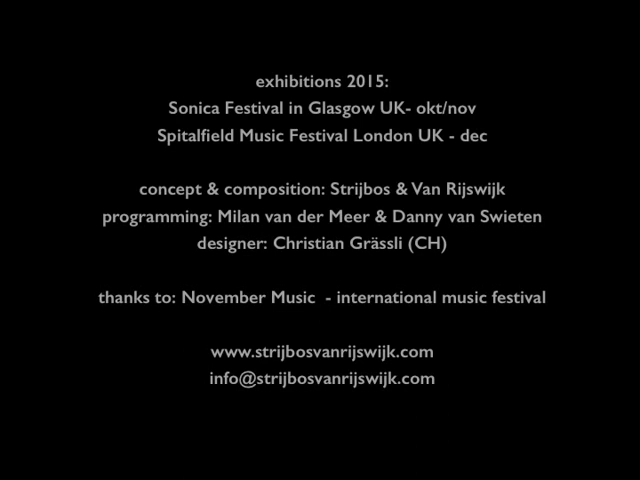 exhibitions 2015:
Sonica Festival in Glasgow UK- okt/nov
Spitalfield Music Festival London UK - dec
concept & composition: Strijbos & Van Rijswijk
programming: Milan van der Meer & Danny van Swieten
designer: Christian Grässli (CH)
thanks to: November Music  - international music festival
www.strijbosvanrijswijk.com
info@strijbosvanrijswijk.com